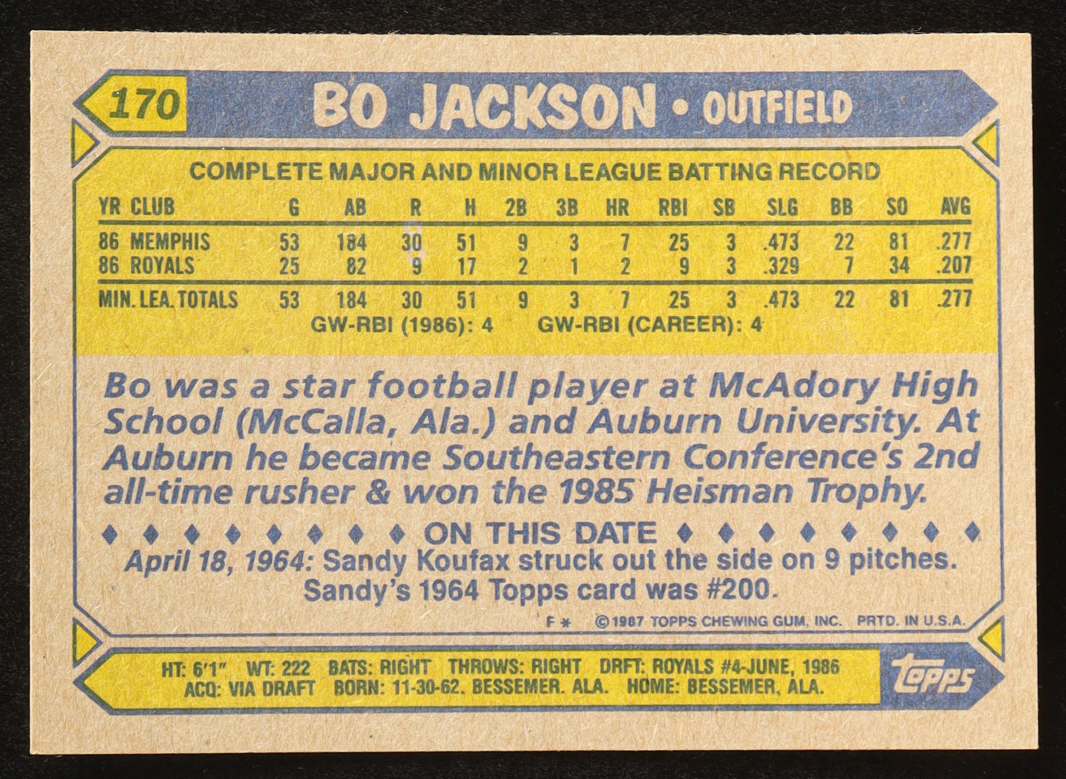 170 BO JACKSON • OUTFIELD
COMPLETE MAJOR AND MINOR LEAGUE BATTING RECORD
YR CLUB G AB R H 2B 3B HR RBI SB SLG BB SO AVG
86 MEMPHIS 53 184 30 51 9 3 7 25 3 .473 22 81 .277
86 ROYALS 25 82 9 17 2 1 2 9 3 .329 7 34 .207
MIN. LEA. TOTALS 53 184 30 51 9 3 7 25 3 .473 22 81 .277
GW-RBI (1986): 4 GW-RBI (CAREER): 4
Bo was a star football player at McAdory High
School (McCalla, Ala.) and Auburn University. At
Auburn he became Southeastern Conference's 2nd
all-time rusher & won the 1985 Heisman Trophy.
ON THIS DATE
April 18, 1964: Sandy Koufax struck out the side on 9 pitches.
Sandy's 1964 Topps card was #200.
F * © 1987 TOPPS CHEWING GUM, INC. PRTD. IN U.S.A.
HT: 6'1" WT: 222 BATS: RIGHT THROWS: RIGHT DRFT: ROYALS #4-JUNE, 1986
ACQ: VIA DRAFT BORN: 11-30-62, BESSEMER, ALA. HOME: BESSEMER, ALA.
topps